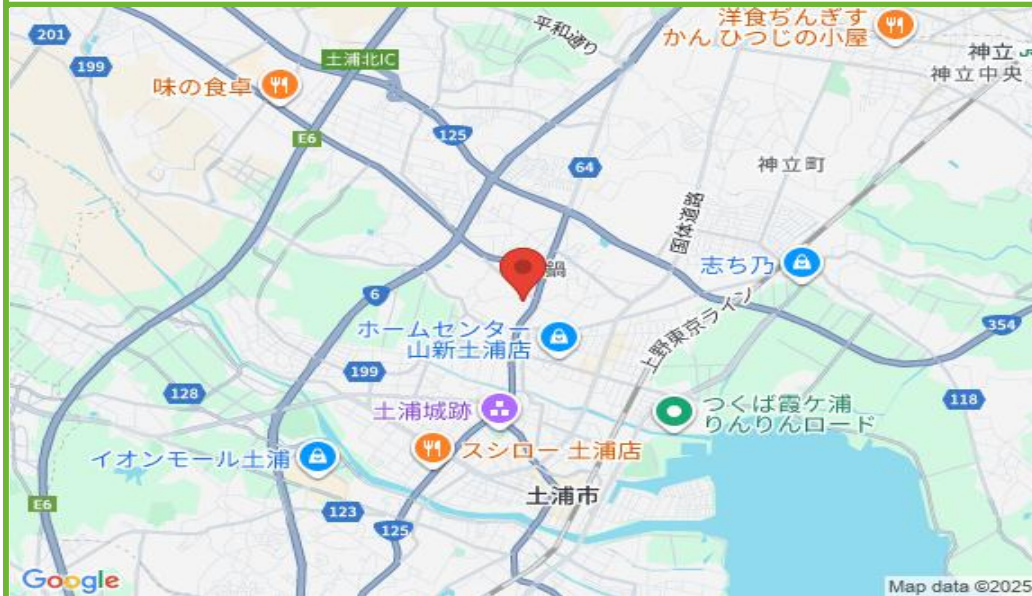 201
199
平和通り
洋食ぢんぎす
かん ひつじの小屋
神立
神立中央
土浦北IC
味の食卓
E6
125
64
神立町
国体道路
鍋
志ち乃
6
ホームセンター
山新土浦店
上野東京ライン
354
199
128
土浦城跡
つくば霞ケ浦
りんりんロード
118
イオンモール土浦
スシロー 土浦店
E6
123
125
土浦市
Google
Map data ©2025